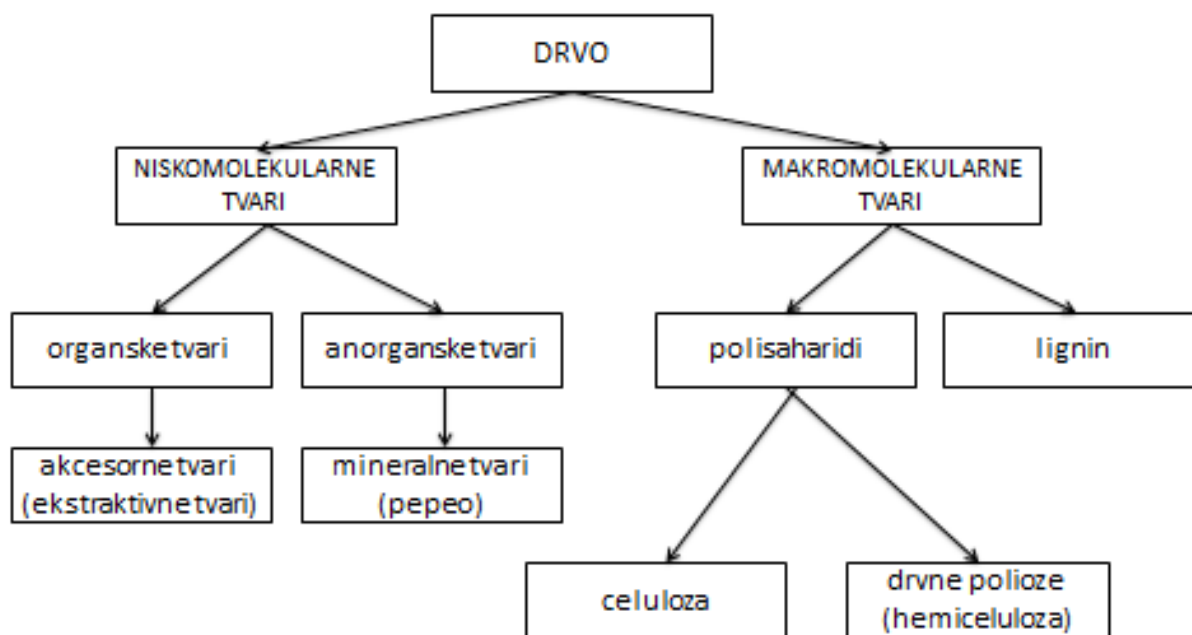 DRVO
NISKOMOLEKULARNE
TVARI
MAKROMOLEKULARNE
TVARI
organske tvari
anorganske tvari
polisaharidi
lignin
akcesorne tvari
(ekstraktivne tvari)
mineralne tvari
(pepeo)
celuloza
drvne polioze
(hemiceluloza)